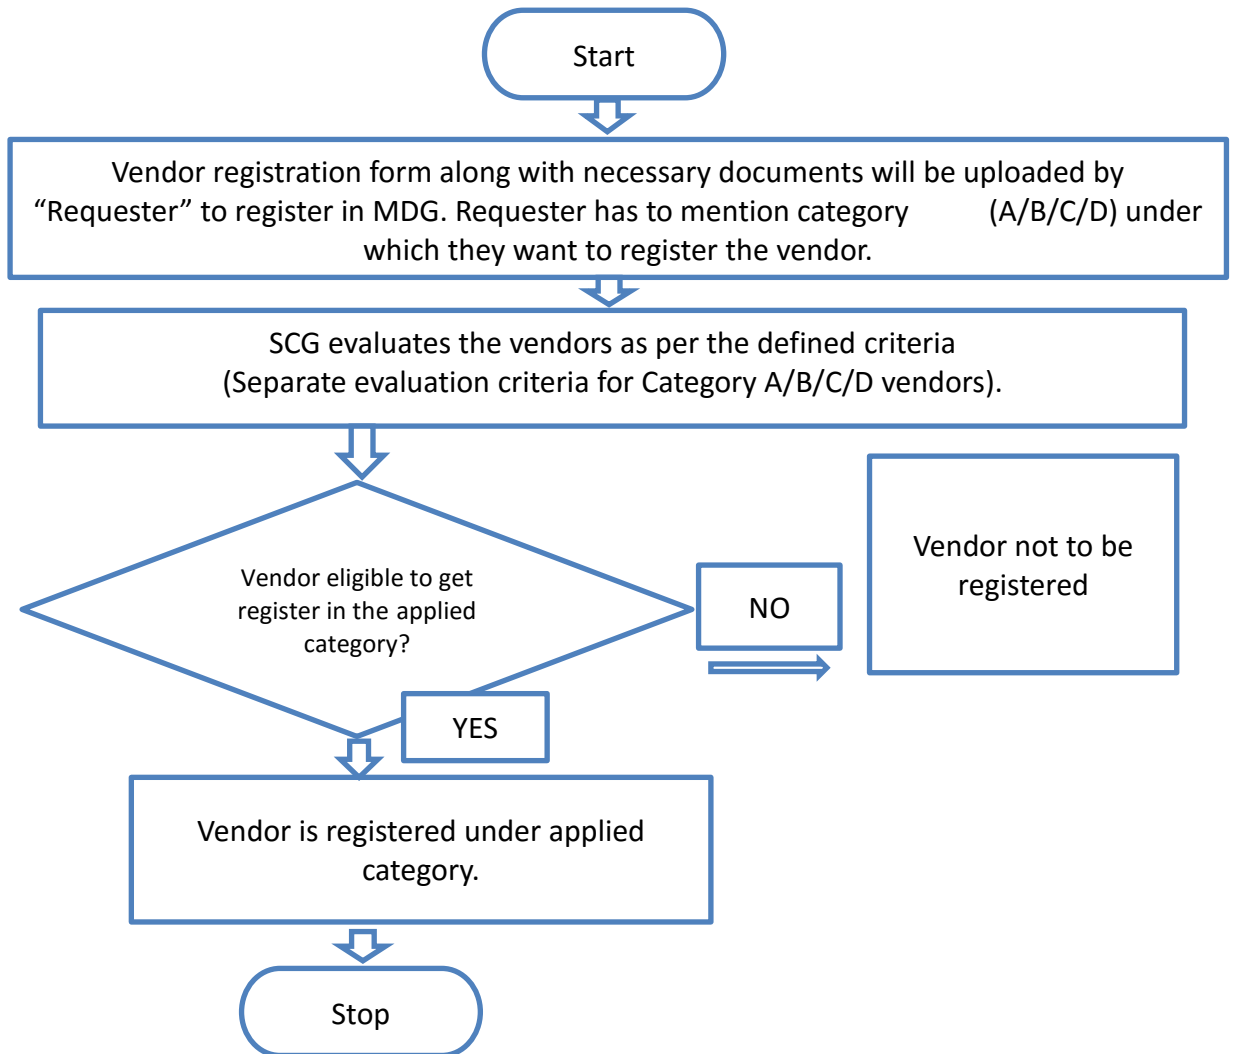 Start
Vendor registration form along with necessary documents will be uploaded by
“Requester” to register in MDG. Requester has to mention category (A/B/C/D) under
which they want to register the vendor.
SCG evaluates the vendors as per the defined criteria
(Separate evaluation criteria for Category A/B/C/D vendors).
Vendor eligible to get
register in the applied
category?
NO
Vendor not to be
registered
YES
Vendor is registered under applied
category.
Stop